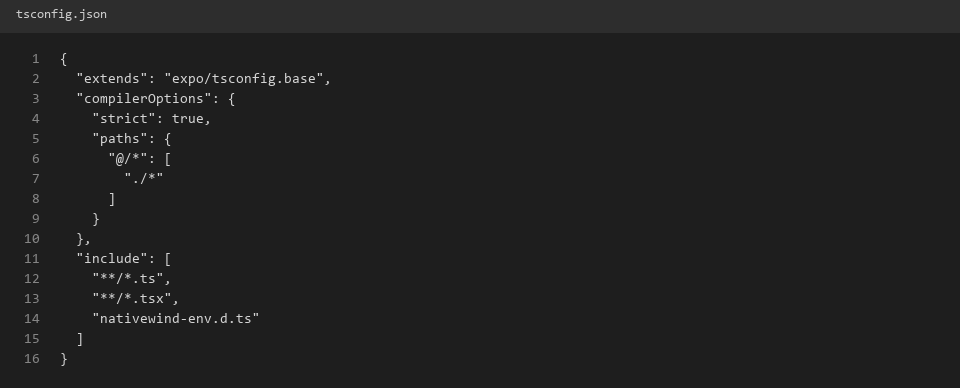 tsconfig.json
1 {
2   "extends": "expo/tsconfig.base",
3   "compilerOptions": {
4     "strict": true,
5     "paths": {
6       "@/*": [
7         "./*"
8       ]
9     }
10   },
11   "include": [
12     "**/*.ts",
13     "**/*.tsx",
14     "nativewind-env.d.ts"
15   ]
16 }